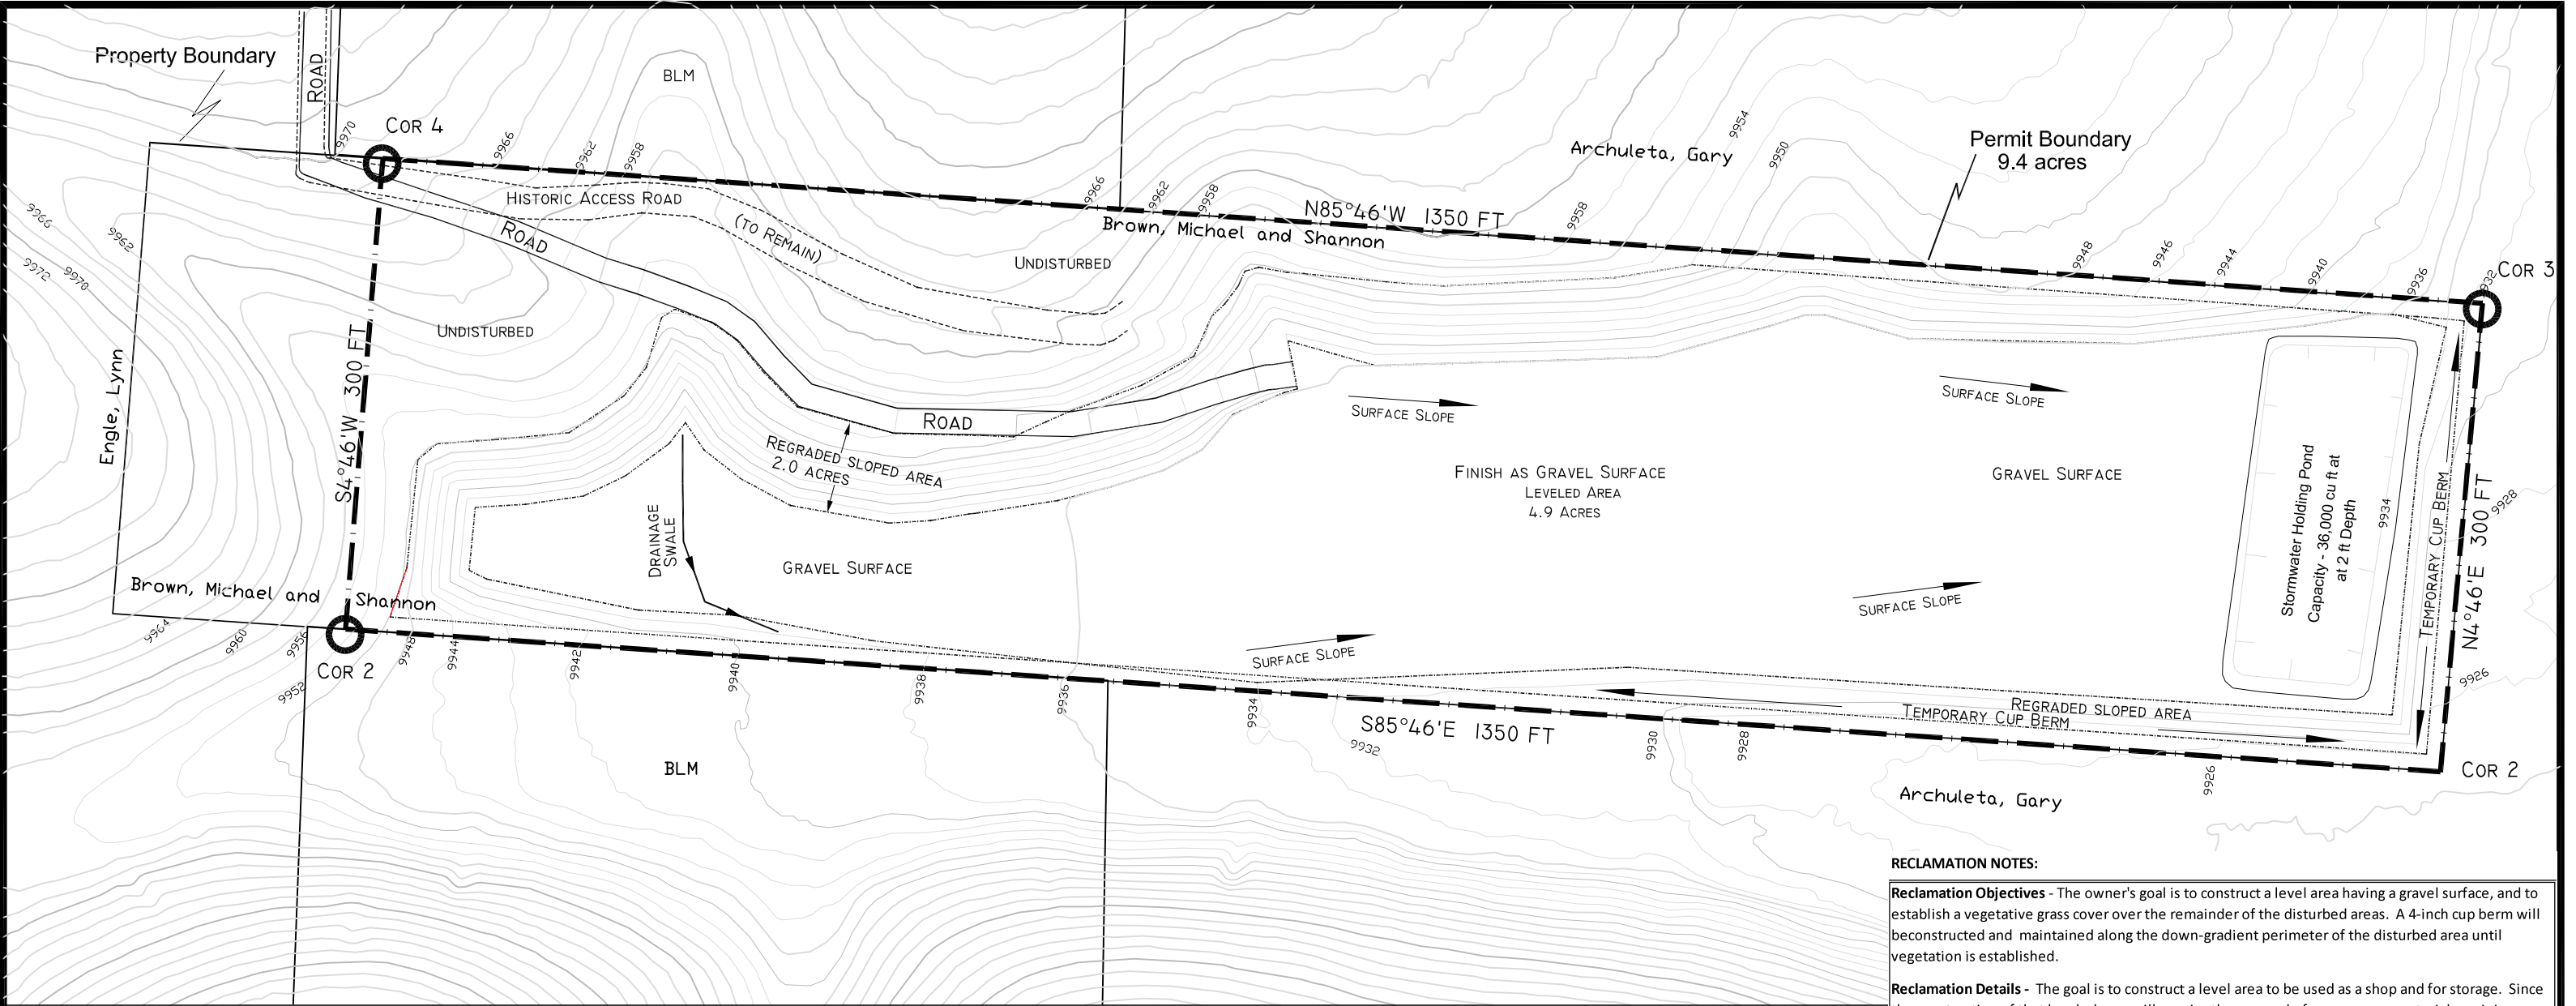 Property Boundary
ROAD
BLM
COR 4
9970
9966
9962
9958
HISTORIC ACCESS ROAD
(TO REMAIN)
ROAD
UNDISTURBED
9966
9962
9958
N85°46'W 1350 FT
Brown, Michael and Shannon
Archuleta, Gary
9954
9950
9958
Permit Boundary
9.4 acres
9948
9946
9944
9940
9936
9932
COR 3
9966
9962
9972
9970
Engle, Lynn
S4°46'W 300 FT
UNDISTURBED
ROAD
REGRADED SLOPED AREA
2.0 ACRES
SURFACE SLOPE
SURFACE SLOPE
FINISH AS GRAVEL SURFACE
LEVELED AREA
4.9 ACRES
GRAVEL SURFACE
Stormwater Holding Pond
Capacity - 36,000 cu ft at
at 2 ft Depth
9934
TEMPORARY CUP BERM
N4°46'E 300 FT
9928
9926
DRAINAGE
SWALE
GRAVEL SURFACE
SURFACE SLOPE
SURFACE SLOPE
Brown, Michael and Shannon
9964
9960
9956
9952
COR 2
9948
9944
9942
9940
9938
9936
9934
S85°46'E 1350 FT
9932
9930
9928
REGRADED SLOPED AREA
TEMPORARY CUP BERM
9926
COR 2
BLM
Archuleta, Gary
RECLAMATION NOTES:
Reclamation Objectives - The owner's goal is to construct a level area having a gravel surface, and to
establish a vegetative grass cover over the remainder of the disturbed areas. A 4-inch cup berm will
beconstructed and maintained along the down-gradient perimeter of the disturbed area until
vegetation is established.
Reclamation Details - The goal is to construct a level area to be used as a shop and for storage. Since